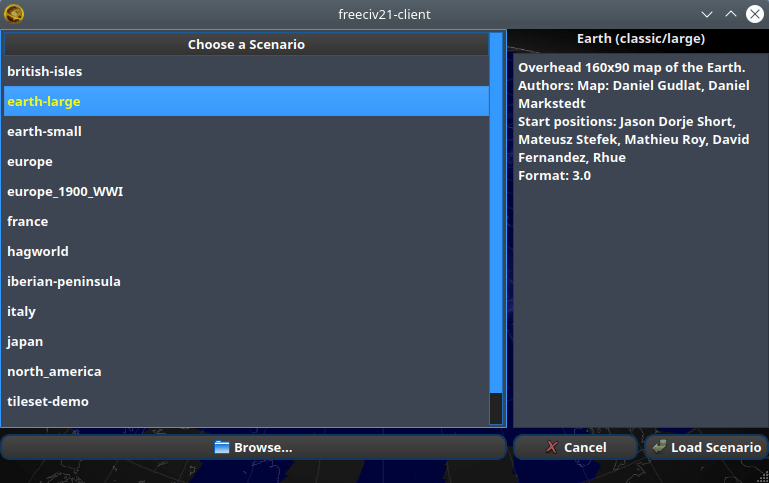 freeciv21-client
Choose a Scenario
british-isles
earth-large
earth-small
europe
europe_1900_WWI
france
hagworld
iberian-peninsula
italy
japan
north_america
tileset-demo
Browse...
Earth (classic/large)
Overhead 160x90 map of the Earth.
Authors: Map: Daniel Gudlat, Daniel
Markstedt
Start positions: Jason Dorje Short,
Mateusz Stefek, Mathieu Roy, David
Fernandez, Rhue
Format: 3.0
Cancel
Load Scenario